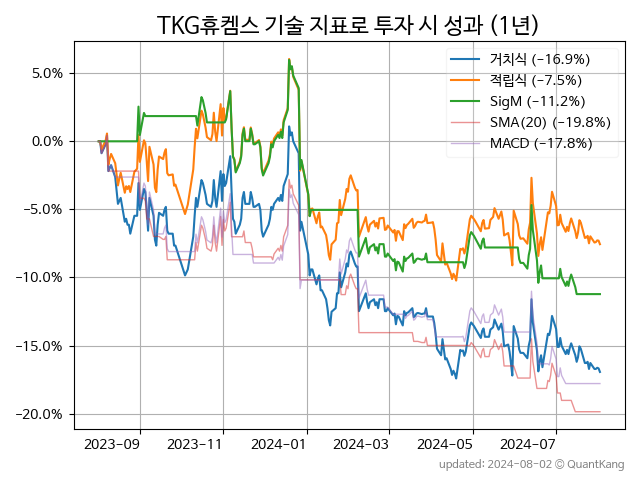 TKG휴켐스 기술 지표로 투자 시 성과 (1년)
거치식 (-16.9%)
적립식 (-7.5%)
SigM (-11.2%)
SMA(20) (-19.8%)
MACD (-17.8%)
5.0%
0.0%
-5.0%
-10.0%
-15.0%
-20.0%
2023-09 2023-11 2024-01 2024-03 2024-05 2024-07
updated: 2024-08-02 © QuantKang